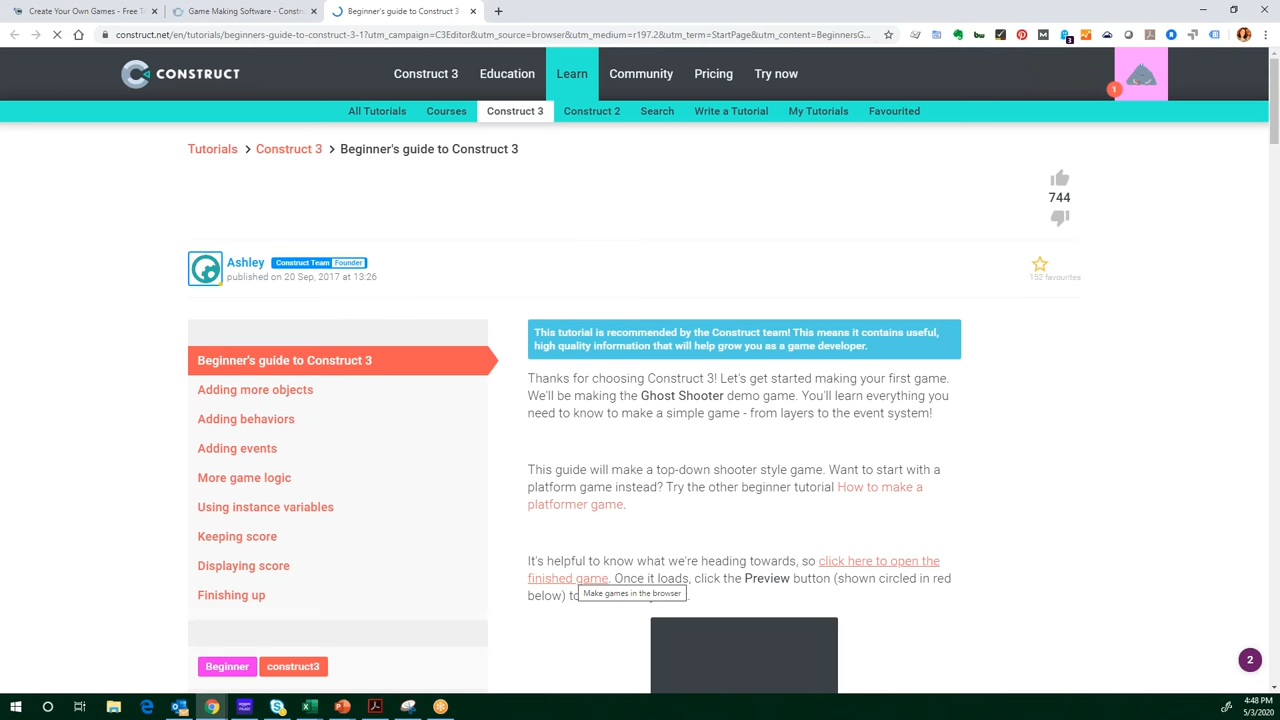 Create Your Own Games - Free T
Game Making Software - Constr
Beginner's guide to Construct 3
construct.net/en/tutorials/beginners-guide-to-construct-3-1?utm_campaign=C3Editor&utm_source=browser&utm_medium=r197.2&utm_term=StartPage&utm_content=BeginnersG...
3
CONSTRUCT
Construct 3 Education Learn Community Pricing Try now
1
All Tutorials Courses Construct 3 Construct 2 Search Write a Tutorial My Tutorials Favourited
Tutorials > Construct 3 > Beginner's guide to Construct 3
744
Ashley Construct Team Founder
published on 20 Sep, 2017 at 13:26
152 favourites
Beginner's guide to Construct 3
Adding more objects
Adding behaviors
Adding events
More game logic
Using instance variables
Keeping score
Displaying score
Finishing up
Beginner construct3
This tutorial is recommended by the Construct team! This means it contains useful,
high quality information that will help grow you as a game developer.
Thanks for choosing Construct 3! Let's get started making your first game.
We'll be making the Ghost Shooter demo game. You'll learn everything you
need to know to make a simple game - from layers to the event system!
This guide will make a top-down shooter style game. Want to start with a
platform game instead? Try the other beginner tutorial How to make a
platformer game.
It's helpful to know what we're heading towards, so click here to open the
finished game. Once it loads, click the Preview button (shown circled in red
below) to
Make games in the browser
2
4:48 PM
5/3/2020